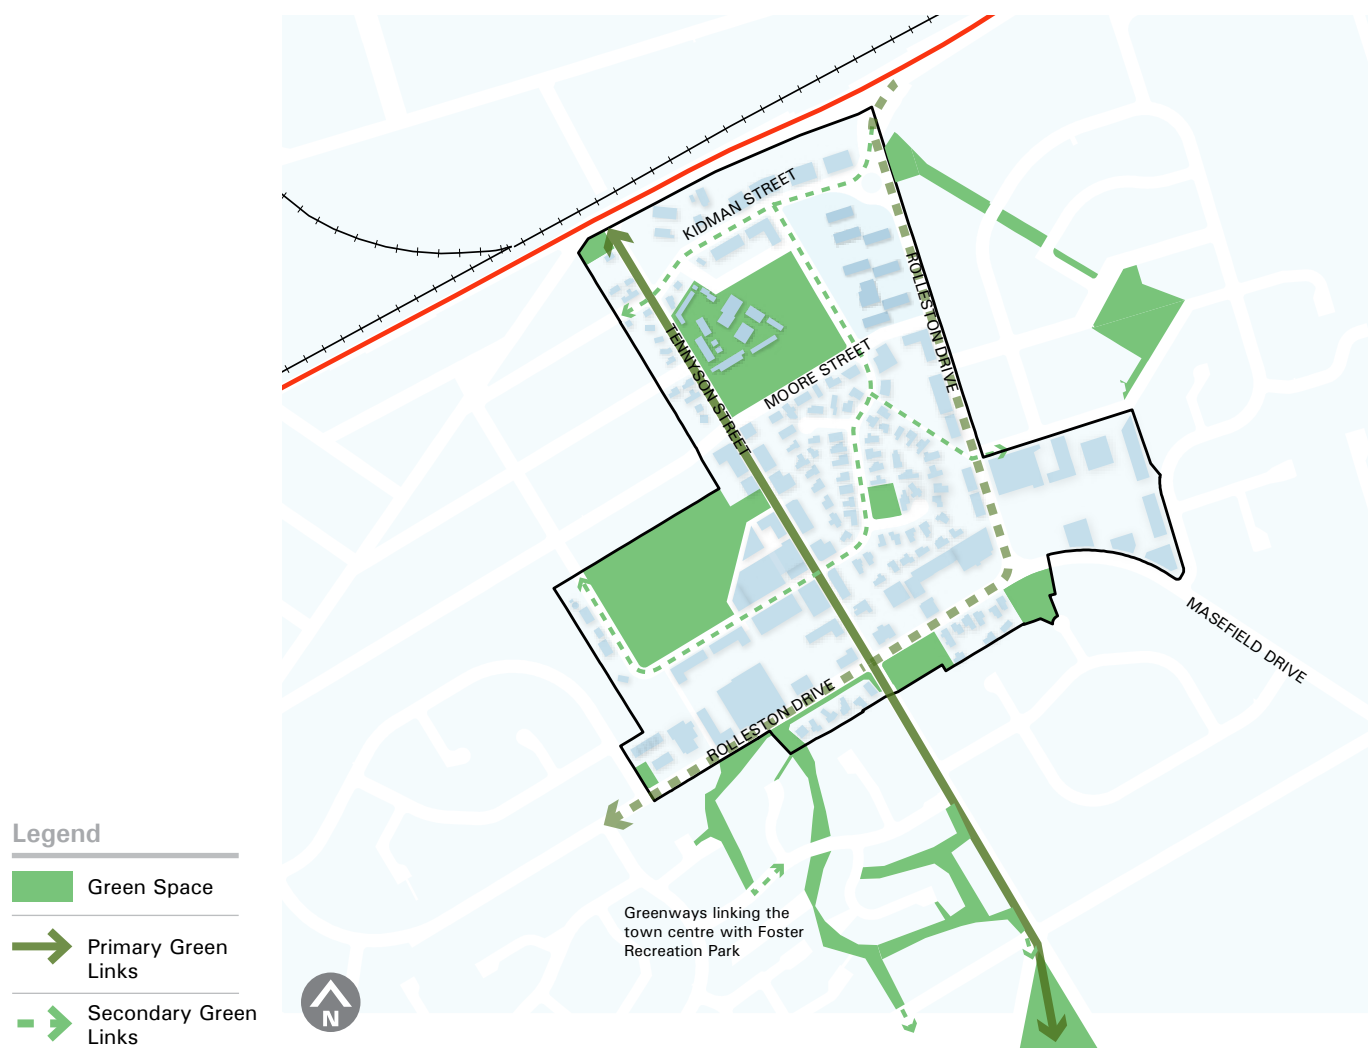 KIDMAN STREET
ROLLESTON DRIVE
TENNYSON STREET
MOORE STREET
MASEFIELD DRIVE
ROLLESTON DRIVE
Legend
Green Space
Primary Green
Links
Secondary Green
Links
Greenways linking the
town centre with Foster
Recreation Park
N